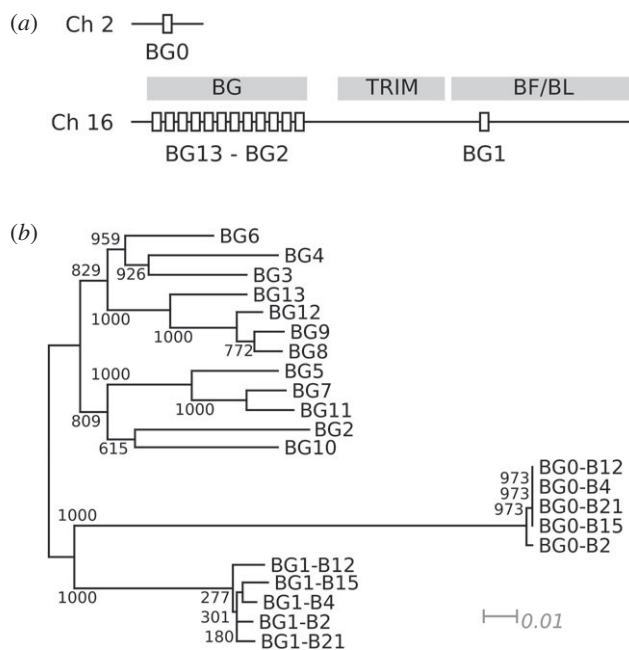 (a) Ch 2
BG0
BG TRIM BF/BL
Ch 16
BG13 - BG2 BG1
(b)
959 BG6
BG4
829 926 BG3
BG13
1000 BG12
1000 BG9
772 BG8
1000 BG5
BG7
1000 BG11
809 BG2
615 BG10
BG0-B12
973 BG0-B4
973 BG0-B21
973 BG0-B15
1000 BG0-B2
BG1-B12
1000 277 BG1-B15
BG1-B4
301 BG1-B2
180 BG1-B21
0.01